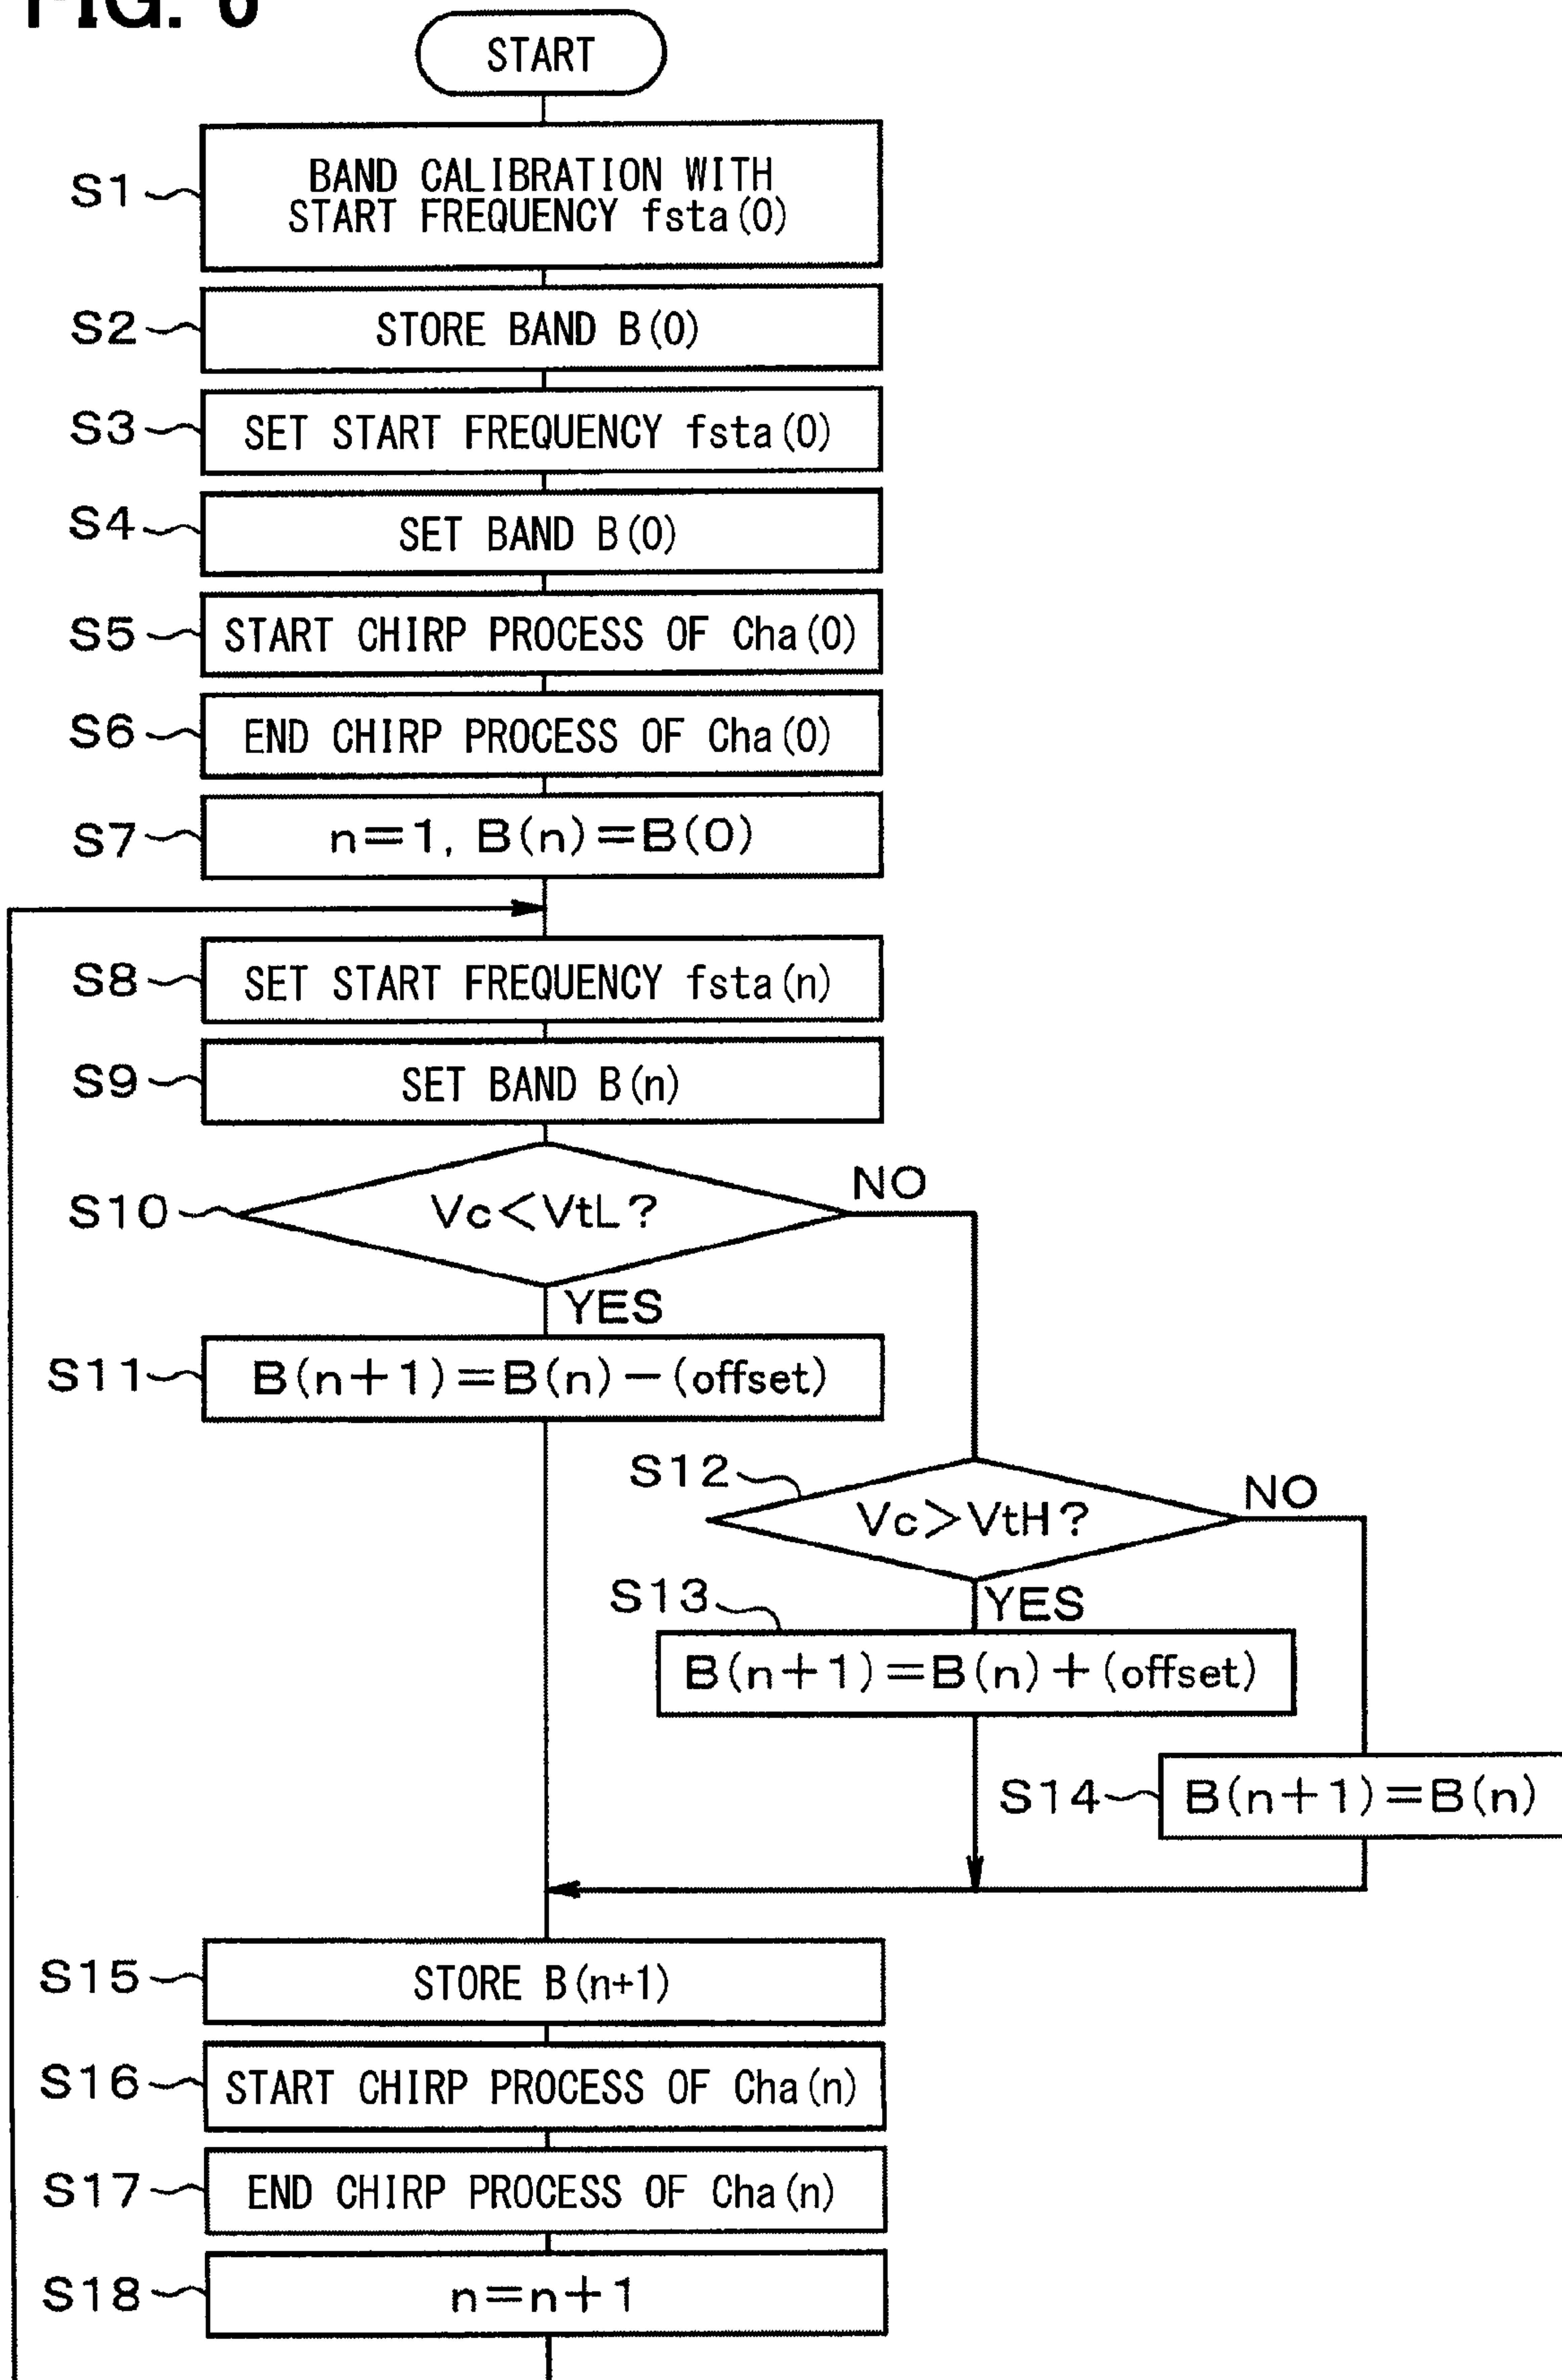 FIG. 6
START
S1
BAND CALIBRATION WITH
START FREQUENCY fsta(0)
S2
STORE BAND B(0)
S3
SET START FREQUENCY fsta(0)
S4
SET BAND B(0)
S5
START CHIRP PROCESS OF Cha(0)
S6
END CHIRP PROCESS OF Cha(0)
S7
n=1, B(n)=B(0)
S8
SET START FREQUENCY fsta(n)
S9
SET BAND B(n)
S10
Vc<VtL?
NO
YES
S11
B(n+1)=B(n)-(offset)
S12
Vc>VtH?
NO
YES
S13
B(n+1)=B(n)+(offset)
S14
B(n+1)=B(n)
S15
STORE B(n+1)
S16
START CHIRP PROCESS OF Cha(n)
S17
END CHIRP PROCESS OF Cha(n)
S18
n=n+1